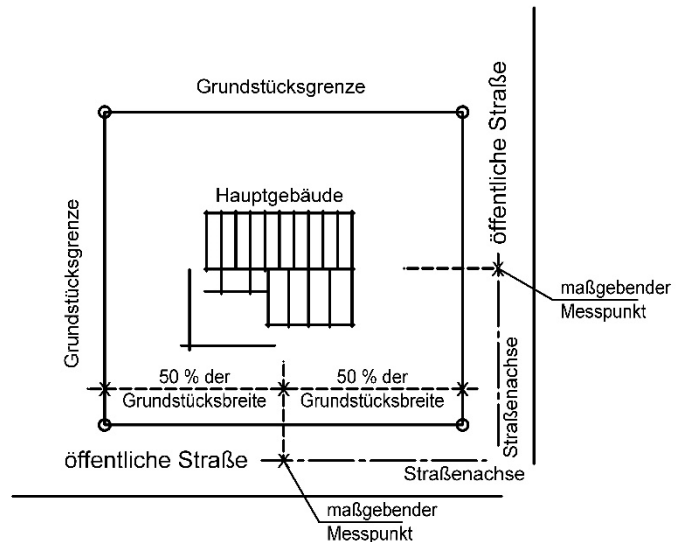 Grundstücksgrenze
öffentliche Straße
Hauptgebäude
Grundstücksgrenze
maßgebender
Messpunkt
50 % der
Grundstücksbreite
50 % der
Grundstücksbreite
Straßenachse
öffentliche Straße
Straßenachse
maßgebender
Messpunkt